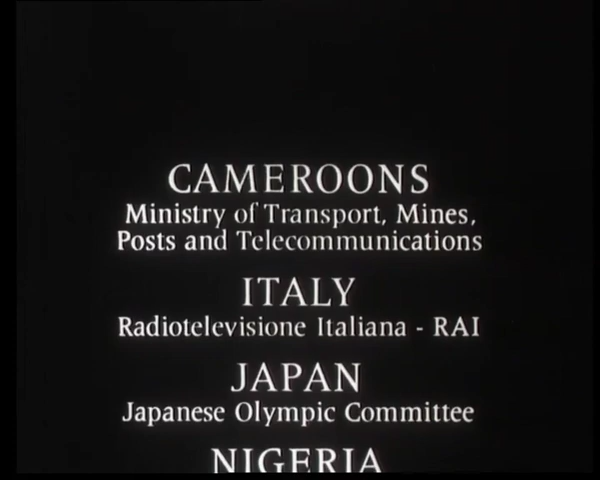 CAMEROONS
Ministry of Transport, Mines,
Posts and Telecommunications
ITALY
Radiotelevisione Italiana - RAI
JAPAN
Japanese Olympic Committee
NIGERIA